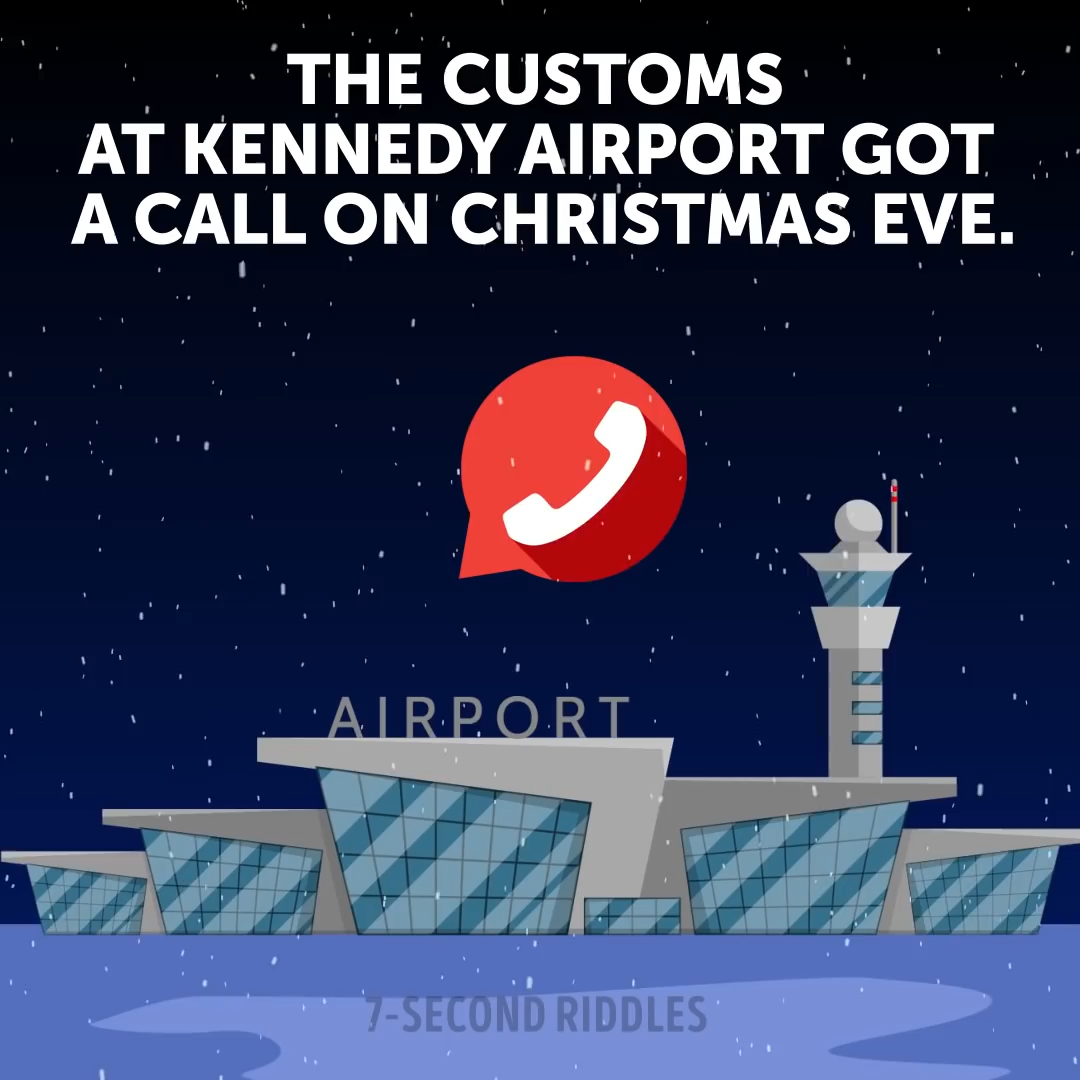 THE CUSTOMS
AT KENNEDY AIRPORT GOT
A CALL ON CHRISTMAS EVE.
AIRPORT
7-SECOND RIDDLES